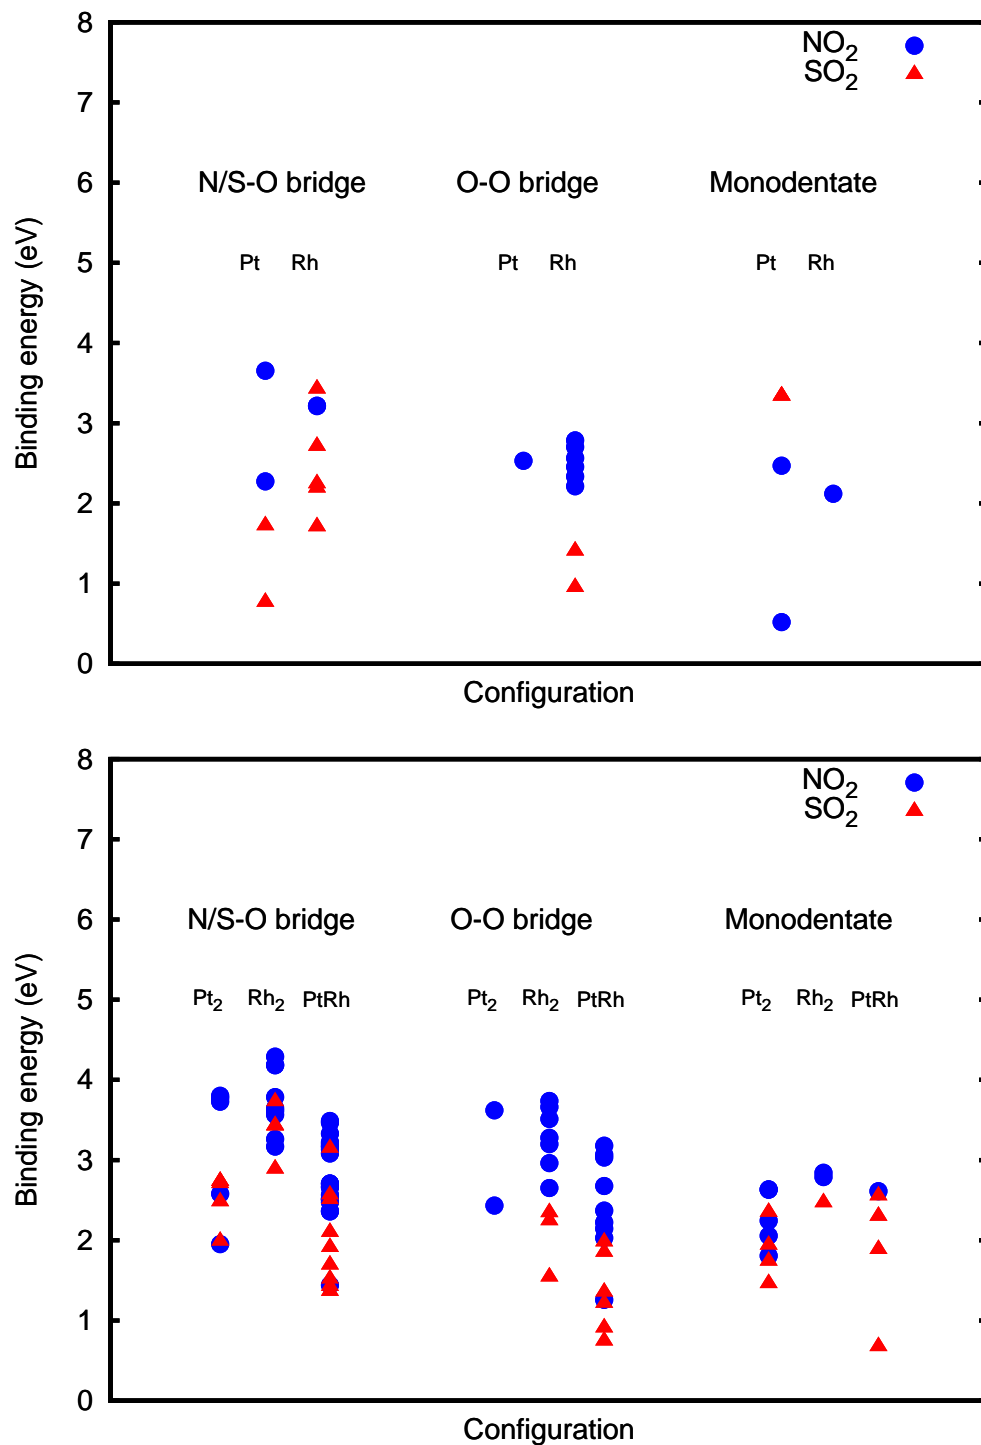 8
7
6
5
4
3
2
1
0
Binding energy (eV)
NO2
SO2
N/S-O bridge O-O bridge Monodentate
Pt Rh Pt Rh Pt Rh
Configuration
8
7
6
5
4
3
2
1
0
Binding energy (eV)
NO2
SO2
N/S-O bridge O-O bridge Monodentate
Pt2 Rh2 PtRh Pt2 Rh2 PtRh Pt2 Rh2 PtRh
Configuration